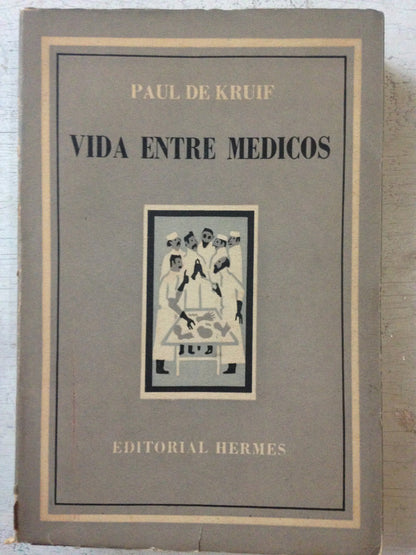 PAUL DE KRUIF
VIDA ENTRE MEDICOS
EDITORIAL HERMES